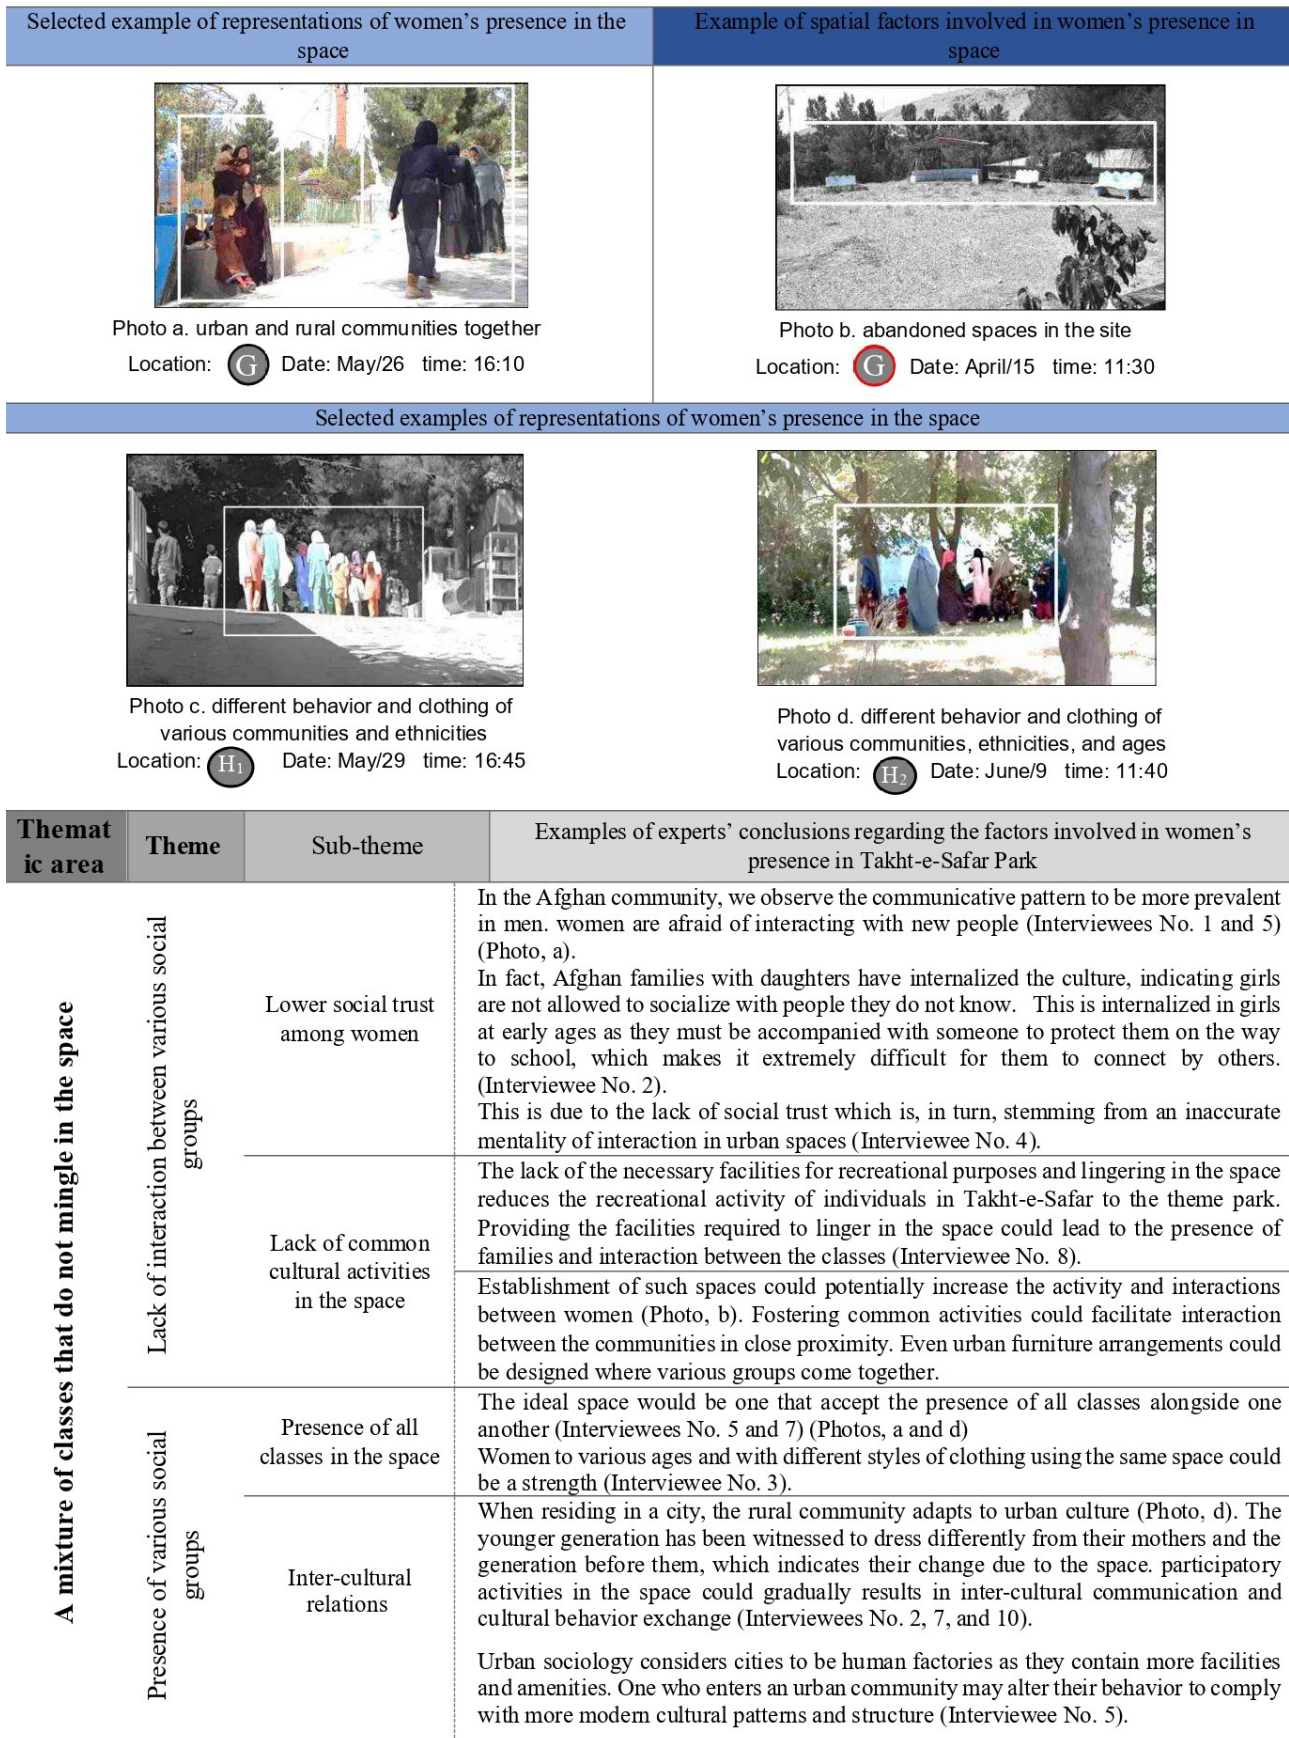 Selected example of representations of women's presence in the
space
Example of spatial factors involved in women's presence in
space
Photo a. urban and rural communities together
Location: G Date: May/26 time: 16:10
Photo b. abandoned spaces in the site
Location: G Date: April/15 time: 11:30
Selected examples of representations of women's presence in the space
Photo c. different behavior and clothing of
various communities and ethnicities
Location: H₁ Date: May/29 time: 16:45
Photo d. different behavior and clothing of
various communities, ethnicities, and ages
Location: H₂ Date: June/9 time: 11:40
Themat
ic area
Theme
Sub-theme
Examples of experts' conclusions regarding the factors involved in women's
presence in Takht-e-Safar Park
A mixture of classes that do not mingle in the space
Lack of interaction between various social
groups
Lower social trust
among women
In the Afghan community, we observe the communicative pattern to be more prevalent
in men. women are afraid of interacting with new people (Interviewees No. 1 and 5)
(Photo, a).
In fact, Afghan families with daughters have internalized the culture, indicating girls
are not allowed to socialize with people they do not know. This is internalized in girls
at early ages as they must be accompanied with someone to protect them on the way
to school, which makes it extremely difficult for them to connect by others.
(Interviewee No. 2).
This is due to the lack of social trust which is, in turn, stemming from an inaccurate
mentality of interaction in urban spaces (Interviewee No. 4).
Lack of common
cultural activities
in the space
The lack of the necessary facilities for recreational purposes and lingering in the space
reduces the recreational activity of individuals in Takht-e-Safar to the theme park.
Providing the facilities required to linger in the space could lead to the presence of
families and interaction between the classes (Interviewee No. 8).
Establishment of such spaces could potentially increase the activity and interactions
between women (Photo, b). Fostering common activities could facilitate interaction
between the communities in close proximity. Even urban furniture arrangements could
be designed where various groups come together.
Presence of various social
groups
Presence of all
classes in the space
The ideal space would be one that accept the presence of all classes alongside one
another (Interviewees No. 5 and 7) (Photos, a and d)
Women to various ages and with different styles of clothing using the same space could
be a strength (Interviewee No. 3).
Inter-cultural
relations
When residing in a city, the rural community adapts to urban culture (Photo, d). The
younger generation has been witnessed to dress differently from their mothers and the
generation before them, which indicates their change due to the space. participatory
activities in the space could gradually results in inter-cultural communication and
cultural behavior exchange (Interviewees No. 2, 7, and 10).
Urban sociology considers cities to be human factories as they contain more facilities
and amenities. One who enters an urban community may alter their behavior to comply
with more modern cultural patterns and structure (Interviewee No. 5).